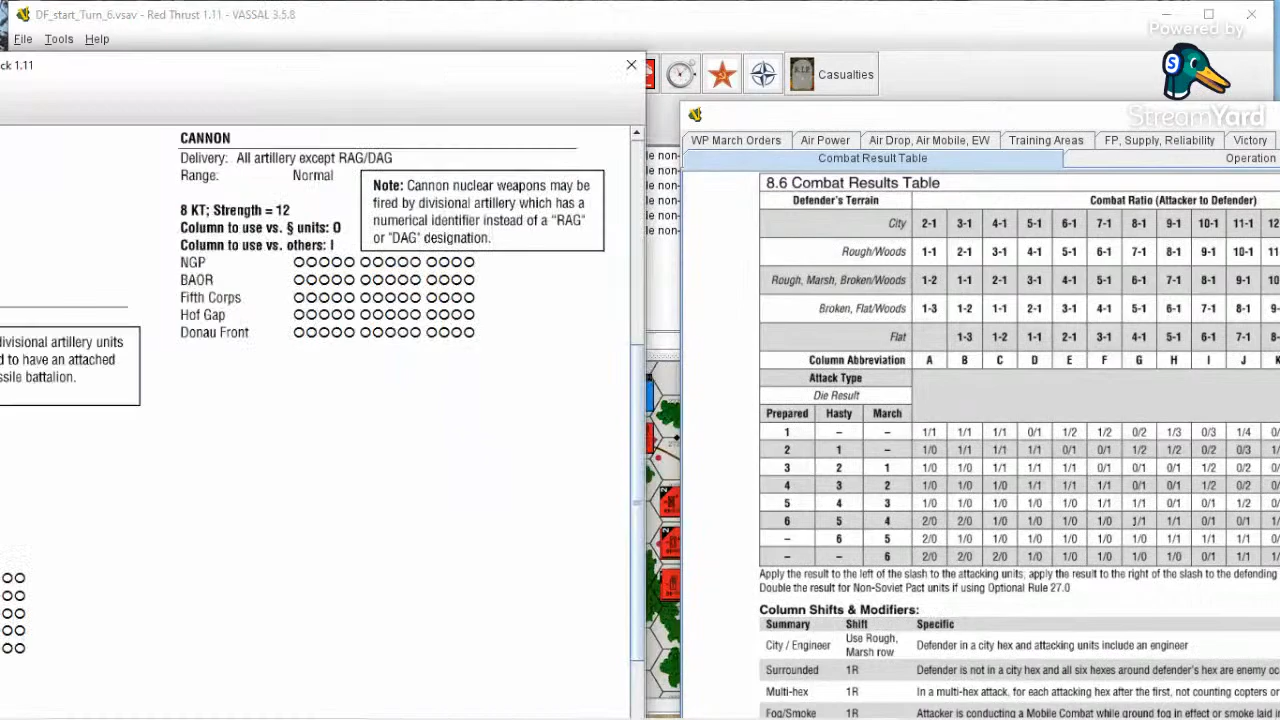 DF_start_Turn_6.vsav - Red Thrust 1.11 - VASSAL 3.5.8
File Tools Help
ck 1.11
R.I.P
Casualties
Powered by
S
StreamYard
CANNON
Delivery: All artillery except RAG/DAG
Range: Normal
Note: Cannon nuclear weapons may be
fired by divisional artillery which has a
numerical identifier instead of a "RAG"
or "DAG" designation.
8 KT; Strength = 12
Column to use vs. § units: O
Column to use vs. others: I
NGP
BAOR
Fifth Corps
Hof Gap
Donau Front
divisional artillery units
d to have an attached
sile battalion.
le non-
le non-
le non-
le non-
le non-
le non-
WP March Orders Air Power Air Drop, Air Mobile, EW Training Areas FP, Supply, Reliability Victory
Combat Result Table Operation
8.6 Combat Results Table
Defender's Terrain Combat Ratio (Attacker to Defender)
City 2-1 3-1 4-1 5-1 6-1 7-1 8-1 9-1 10-1 11-1 12
Rough/Woods 1-1 2-1 3-1 4-1 5-1 6-1 7-1 8-1 9-1 10-1 11
Rough, Marsh, Broken/Woods 1-2 1-1 2-1 3-1 4-1 5-1 6-1 7-1 8-1 9-1 10
Broken, Flat/Woods 1-3 1-2 1-1 2-1 3-1 4-1 5-1 6-1 7-1 8-1 9-
Flat 1-3 1-2 1-1 2-1 3-1 4-1 5-1 6-1 7-1 8-
Column Abbreviation A B C D E F G H I J K
Attack Type
Die Result
Prepared Hasty March
1 – – 1/1 1/1 1/1 0/1 1/2 1/2 0/2 1/3 0/3 1/4 0/
2 1 – 1/0 1/1 1/1 1/1 0/1 0/1 1/2 1/2 0/2 0/3 1/
3 2 1 1/0 1/0 1/1 1/1 1/1 0/1 0/1 0/1 1/2 0/2 0/
4 3 2 1/0 1/0 1/0 1/1 1/1 1/1 0/1 0/1 1/2 0/2 0/
5 4 3 1/0 1/0 1/0 1/0 1/0 1/1 1/1 0/1 0/1 1/2 0/
6 5 4 2/0 2/0 1/0 1/0 1/0 1/0 1/1 1/1 0/1 0/1 1/
– 6 5 2/0 2/0 1/0 1/0 1/0 1/0 1/0 1/1 1/1 1/1 0/
– – 6 2/0 2/0 2/0 1/0 1/0 1/0 1/0 1/0 0/1 1/1 1/
Apply the result to the left of the slash to the attacking units, apply the result to the right of the slash to the defending
Double the result for Non-Soviet Pact units if using Optional Rule 27.0
Column Shifts & Modifiers:
Summary Shift Specific
City / Engineer Use Rough, Marsh row Defender in a city hex and attacking units include an engineer
Surrounded 1R Defender is not in a city hex and all six hexes around defender's hex are enemy oc
Multi-hex 1R In a multi-hex attack, for each attacking hex after the first, not counting copters or
Fog/Smoke 1R Attacker is conducting a Mobile Combat while ground fog in effect or smoke laid i